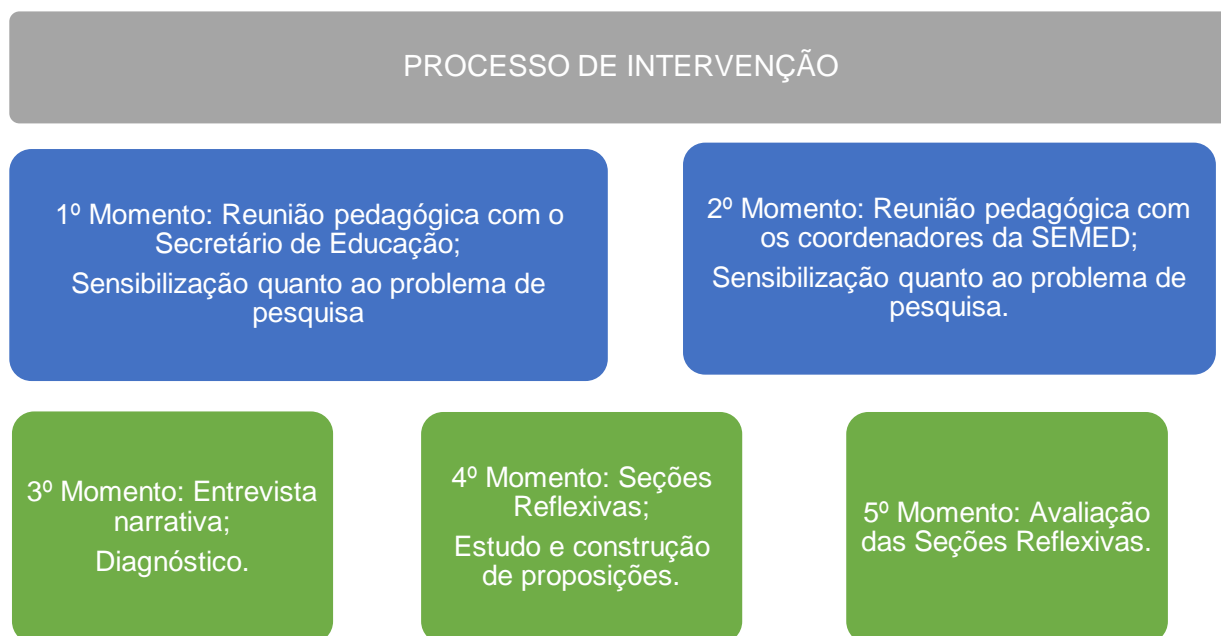 PROCESSO DE INTERVENÇÃO
1º Momento: Reunião pedagógica com o
Secretário de Educação;
Sensibilização quanto ao problema de
pesquisa
2º Momento: Reunião pedagógica com
os coordenadores da SEMED;
Sensibilização quanto ao problema de
pesquisa.
3º Momento: Entrevista
narrativa;
Diagnóstico.
4º Momento: Seções
Reflexivas;
Estudo e construção
de proposições.
5º Momento: Avaliação
das Seções Reflexivas.